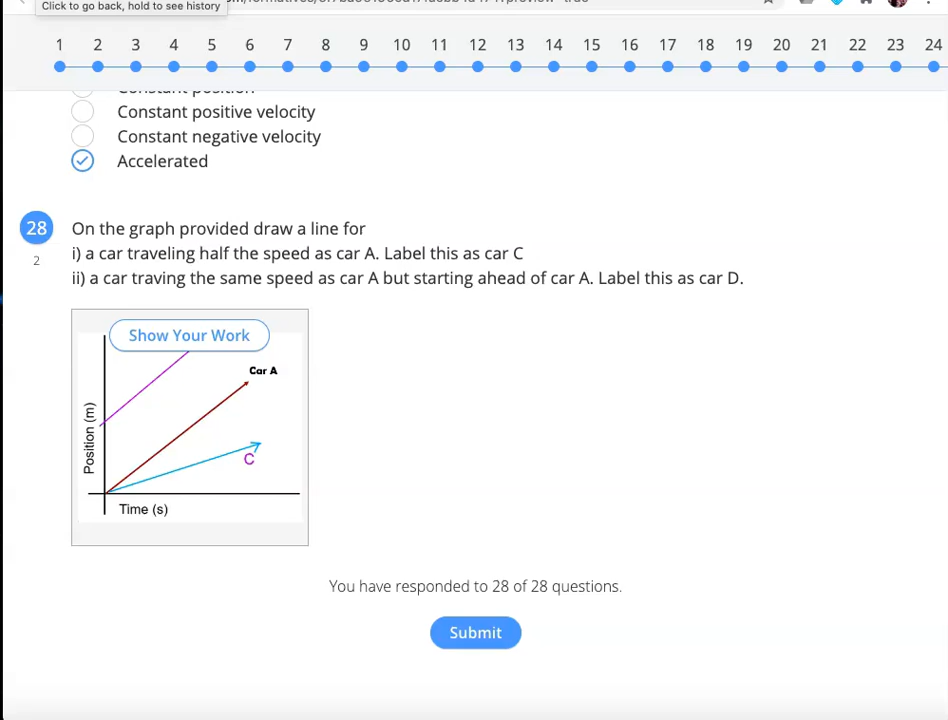 Click to go back, hold to see history
1 2 3 4 5 6 7 8 9 10 11 12 13 14 15 16 17 18 19 20 21 22 23 24
Constant position
Constant positive velocity
Constant negative velocity
Accelerated
28 On the graph provided draw a line for
2
i) a car traveling half the speed as car A. Label this as car C
ii) a car traving the same speed as car A but starting ahead of car A. Label this as car D.
Show Your Work
Car A
Position (m)
C
Time (s)
You have responded to 28 of 28 questions.
Submit